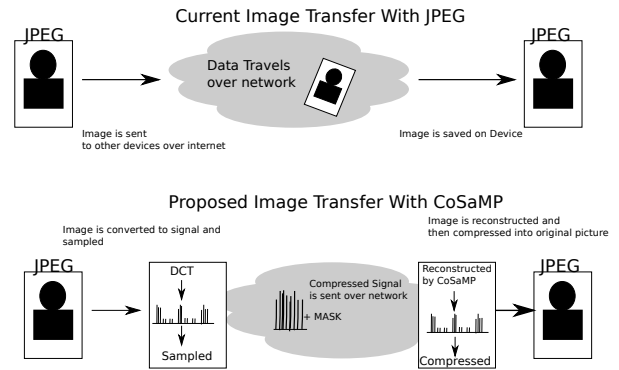 Current Image Transfer With JPEG
JPEG
JPEG
Data Travels
over network
Image is sent
to other devices over internet
Image is saved on Device
Proposed Image Transfer With CoSaMP
Image is converted to signal and
sampled
Image is reconstructed and
then compressed into original picture
JPEG
DCT
Sampled
Compressed Signal
is sent over network
+ MASK
Reconstructed
by CoSaMP
Compressed
JPEG